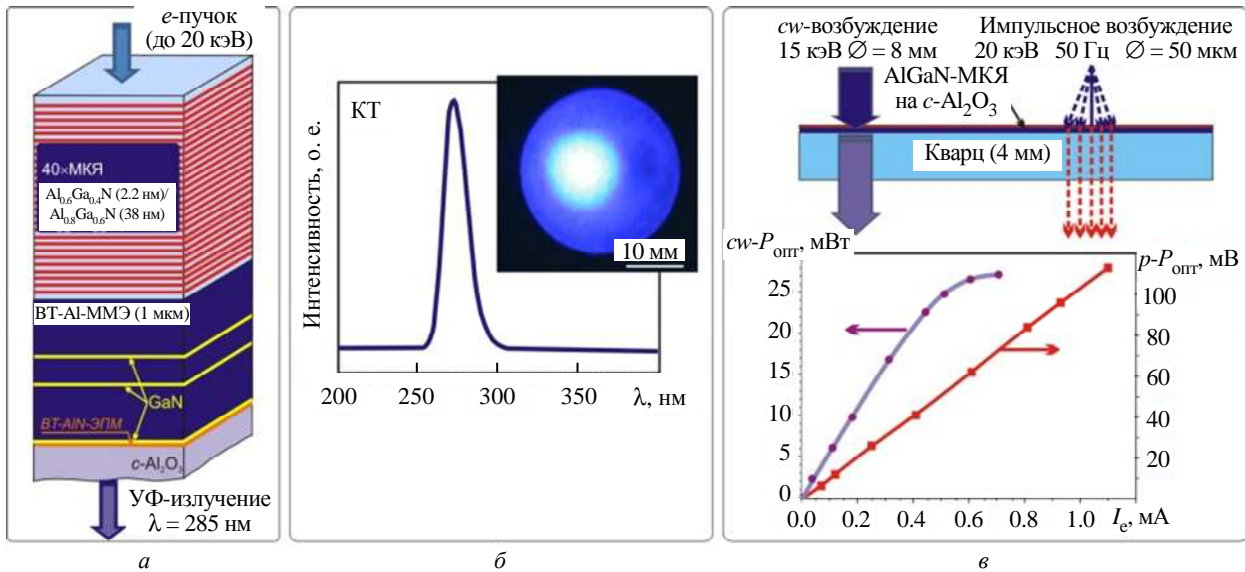 e-пучок
(до 20 кэВ)
40×МКЯ
Al0.6Ga0.4N (2.2 нм)/
Al0.8Ga0.6N (38 нм)
ВТ-Al-ММЭ (1 мкм)
GaN
ВТ-AlN-ЭПМ
c-Al2O3
УФ-излучение
λ = 285 нм
а
Интенсивность, о. е.
КТ
10 мм
200 250 300 λ, нм
б
cw-возбуждение
15 кэВ ∅ = 8 мм
Импульсное возбуждение
20 кэВ 50 Гц ∅ = 50 мкм
AlGaN-МКЯ
на c-Al2O3
Кварц (4 мм)
cw-Pопт, мВт
p-Pопт, мВ
25
20
15
10
5
0
100
80
60
40
20
0.0 0.2 0.4 0.6 0.8 1.0 Ie, мА
в